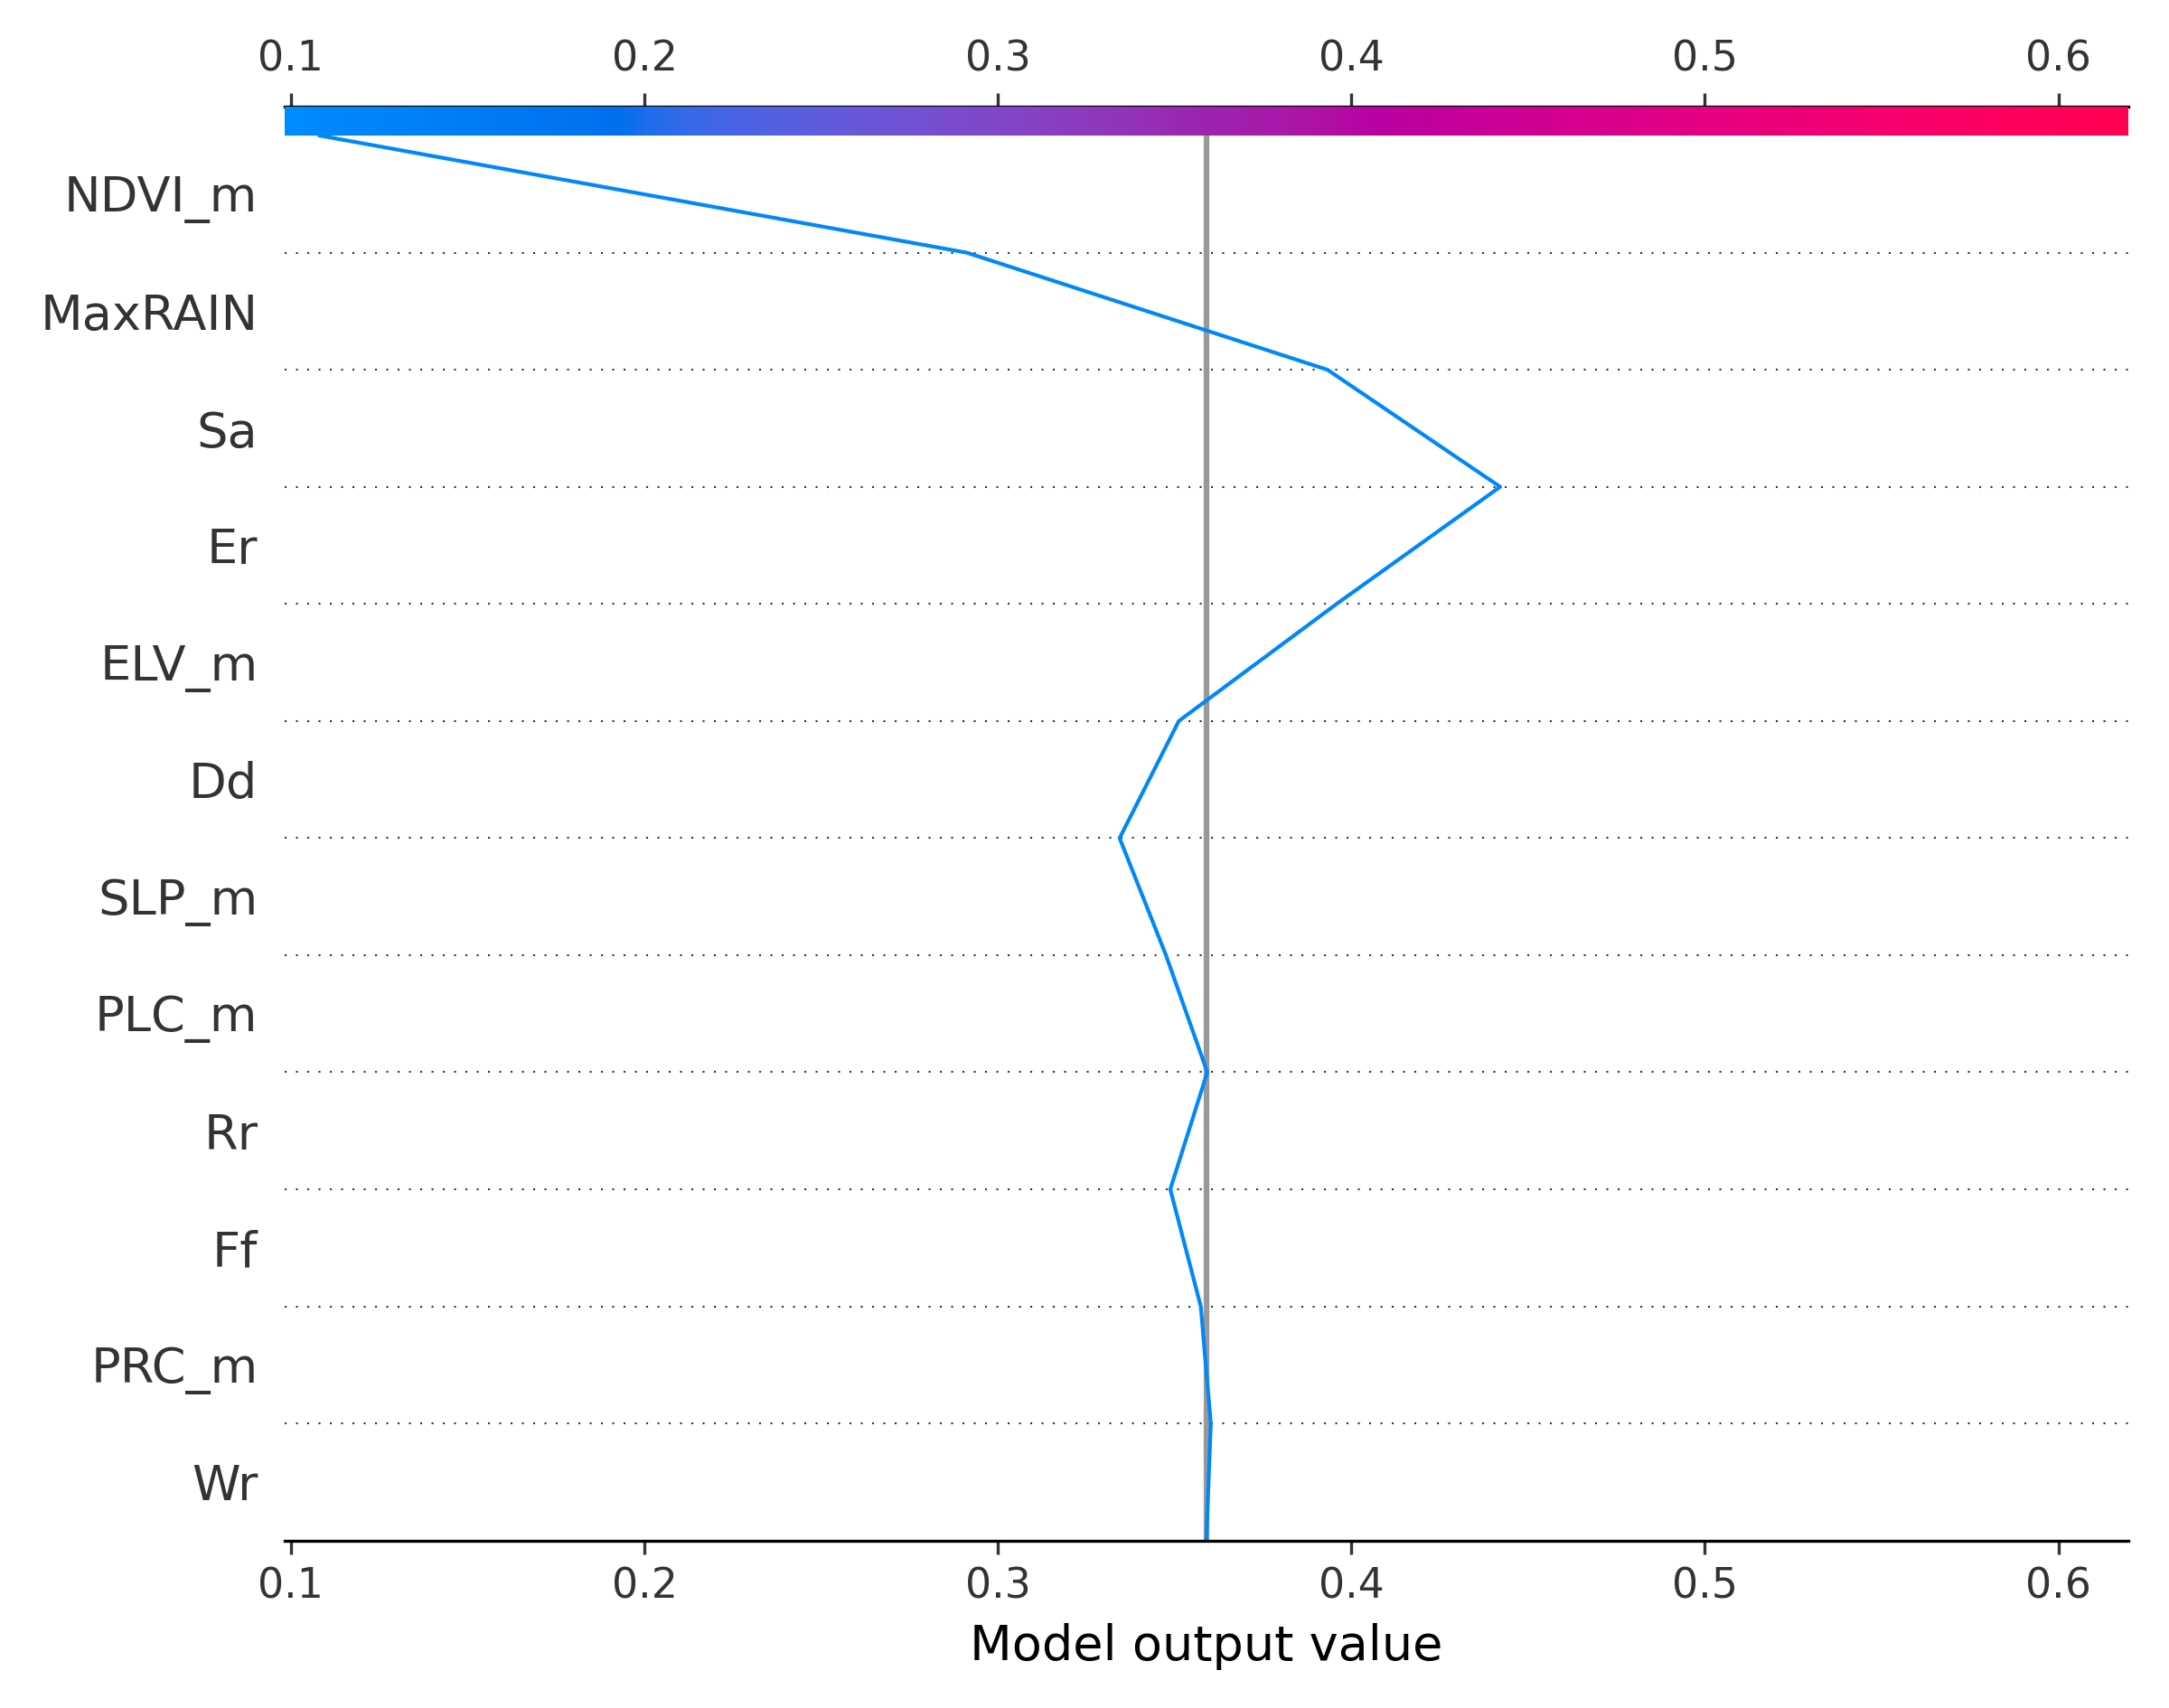 0.1 0.2 0.3 0.4 0.5 0.6
NDVI_m
MaxRAIN
Sa
Er
ELV_m
Dd
SLP_m
PLC_m
Rr
Ff
PRC_m
Wr
0.1 0.2 0.3 0.4 0.5 0.6
Model output value